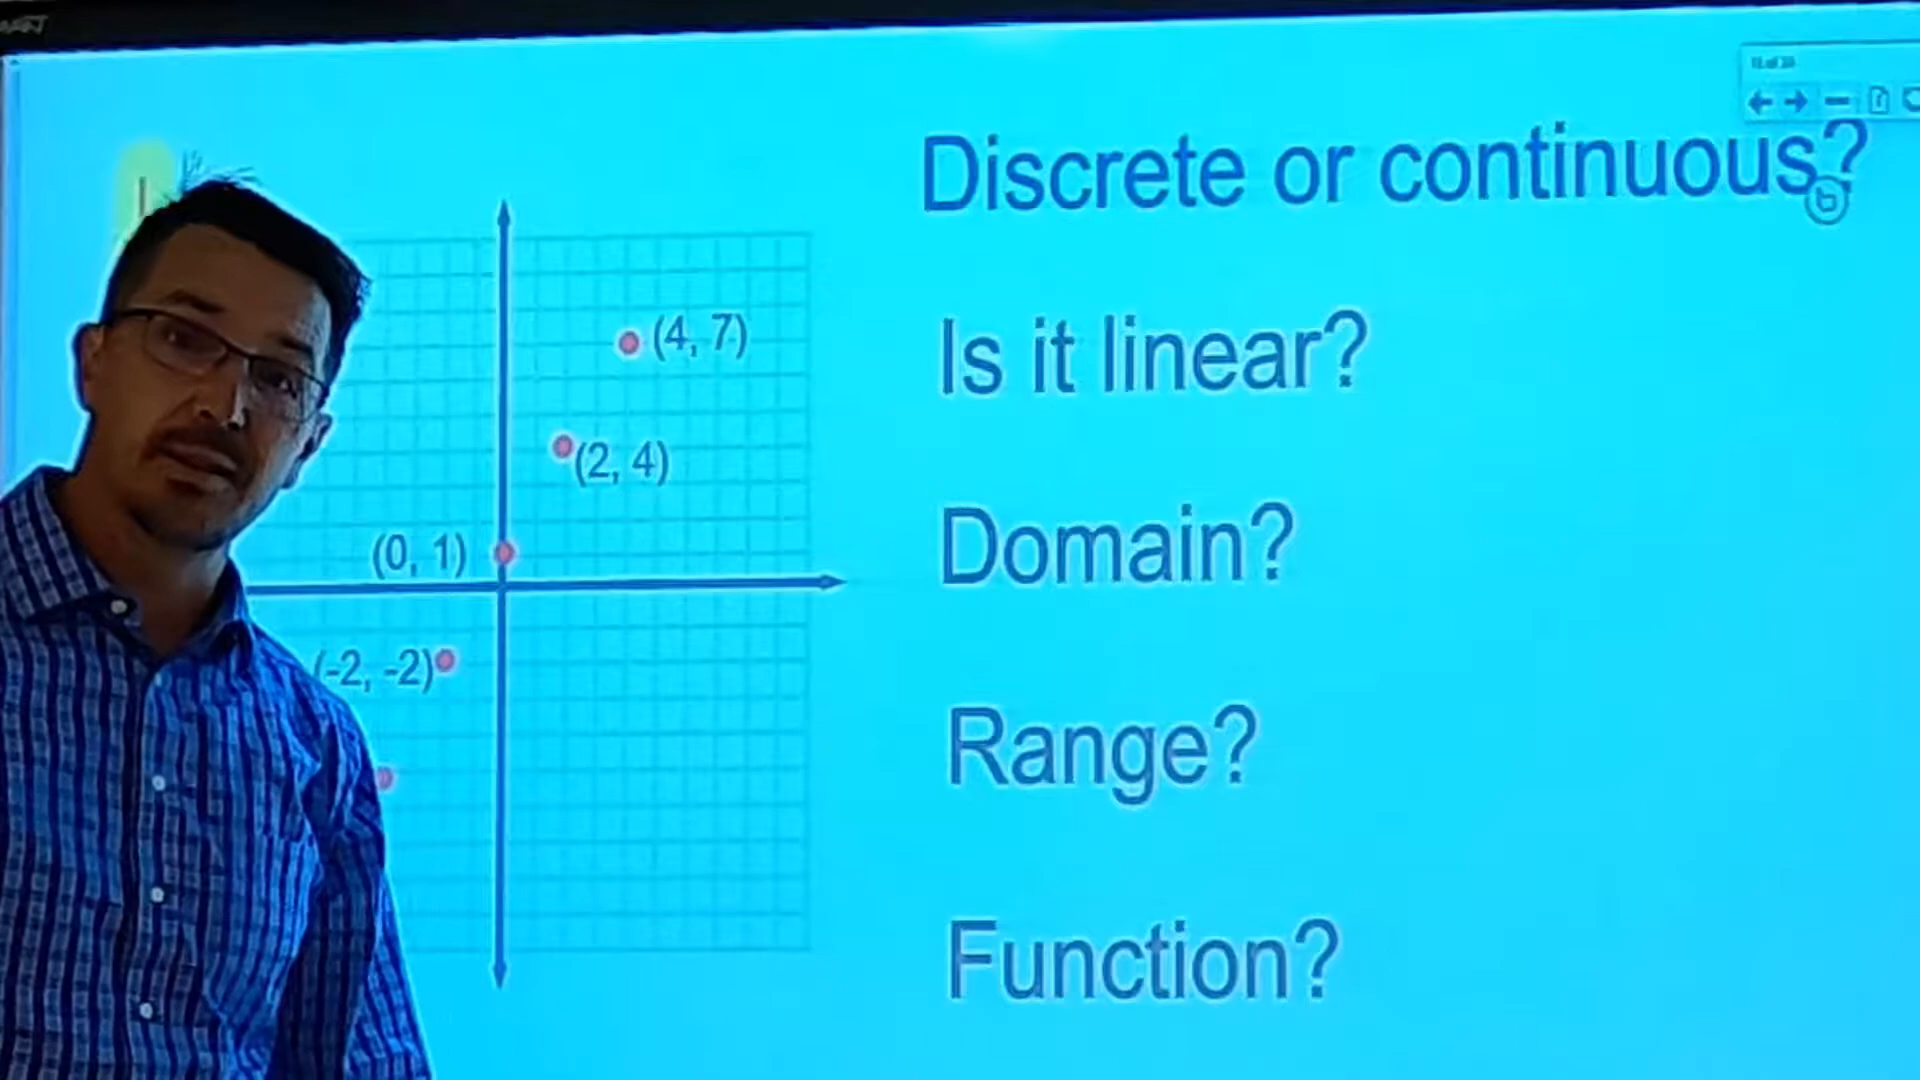 Discrete or continuous?
(4, 7)
Is it linear?
(2, 4)
(0, 1)
Domain?
(-2, -2)
Range?
Function?